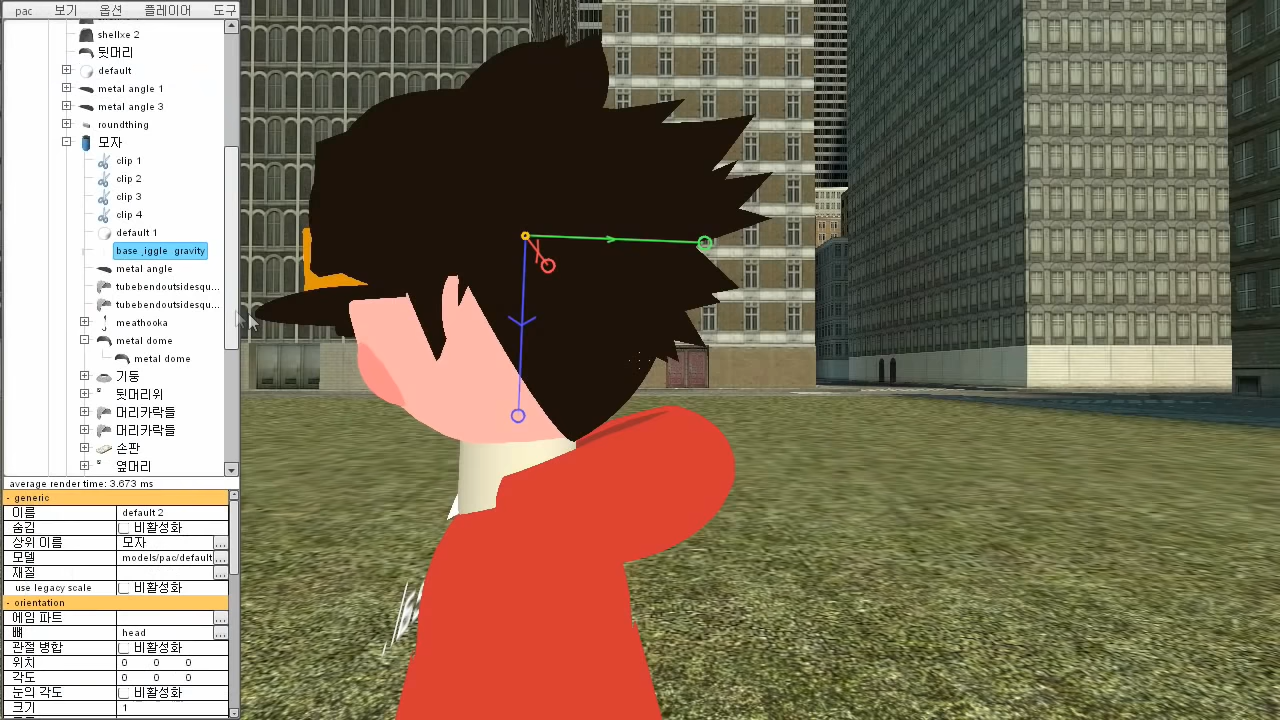 pac 보기 옵션 플레이어 도구
shellxe 2
뒷머리
default
metal angle 1
metal angle 3
roundthing
모자
clip 1
clip 2
clip 3
clip 4
default 1
base_jiggle_gravity
metal angle
tubebendoutsidesqu...
tubebendoutsidesqu...
meathooka
metal dome
metal dome
기둥
뒷머리위
머리카락들
머리카락들
손판
옆머리
average render time: 3.673 ms
- generic
이름 default 2
숨김 비활성화
상위 이름 모자 ...
모델 models/pac/default ...
재질 ...
use legacy scale 비활성화
- orientation
에임 파트 ...
뼈 head ...
관절 병합 비활성화
위치 0 0 0
각도 0 0 0
눈의 각도 비활성화
크기 1